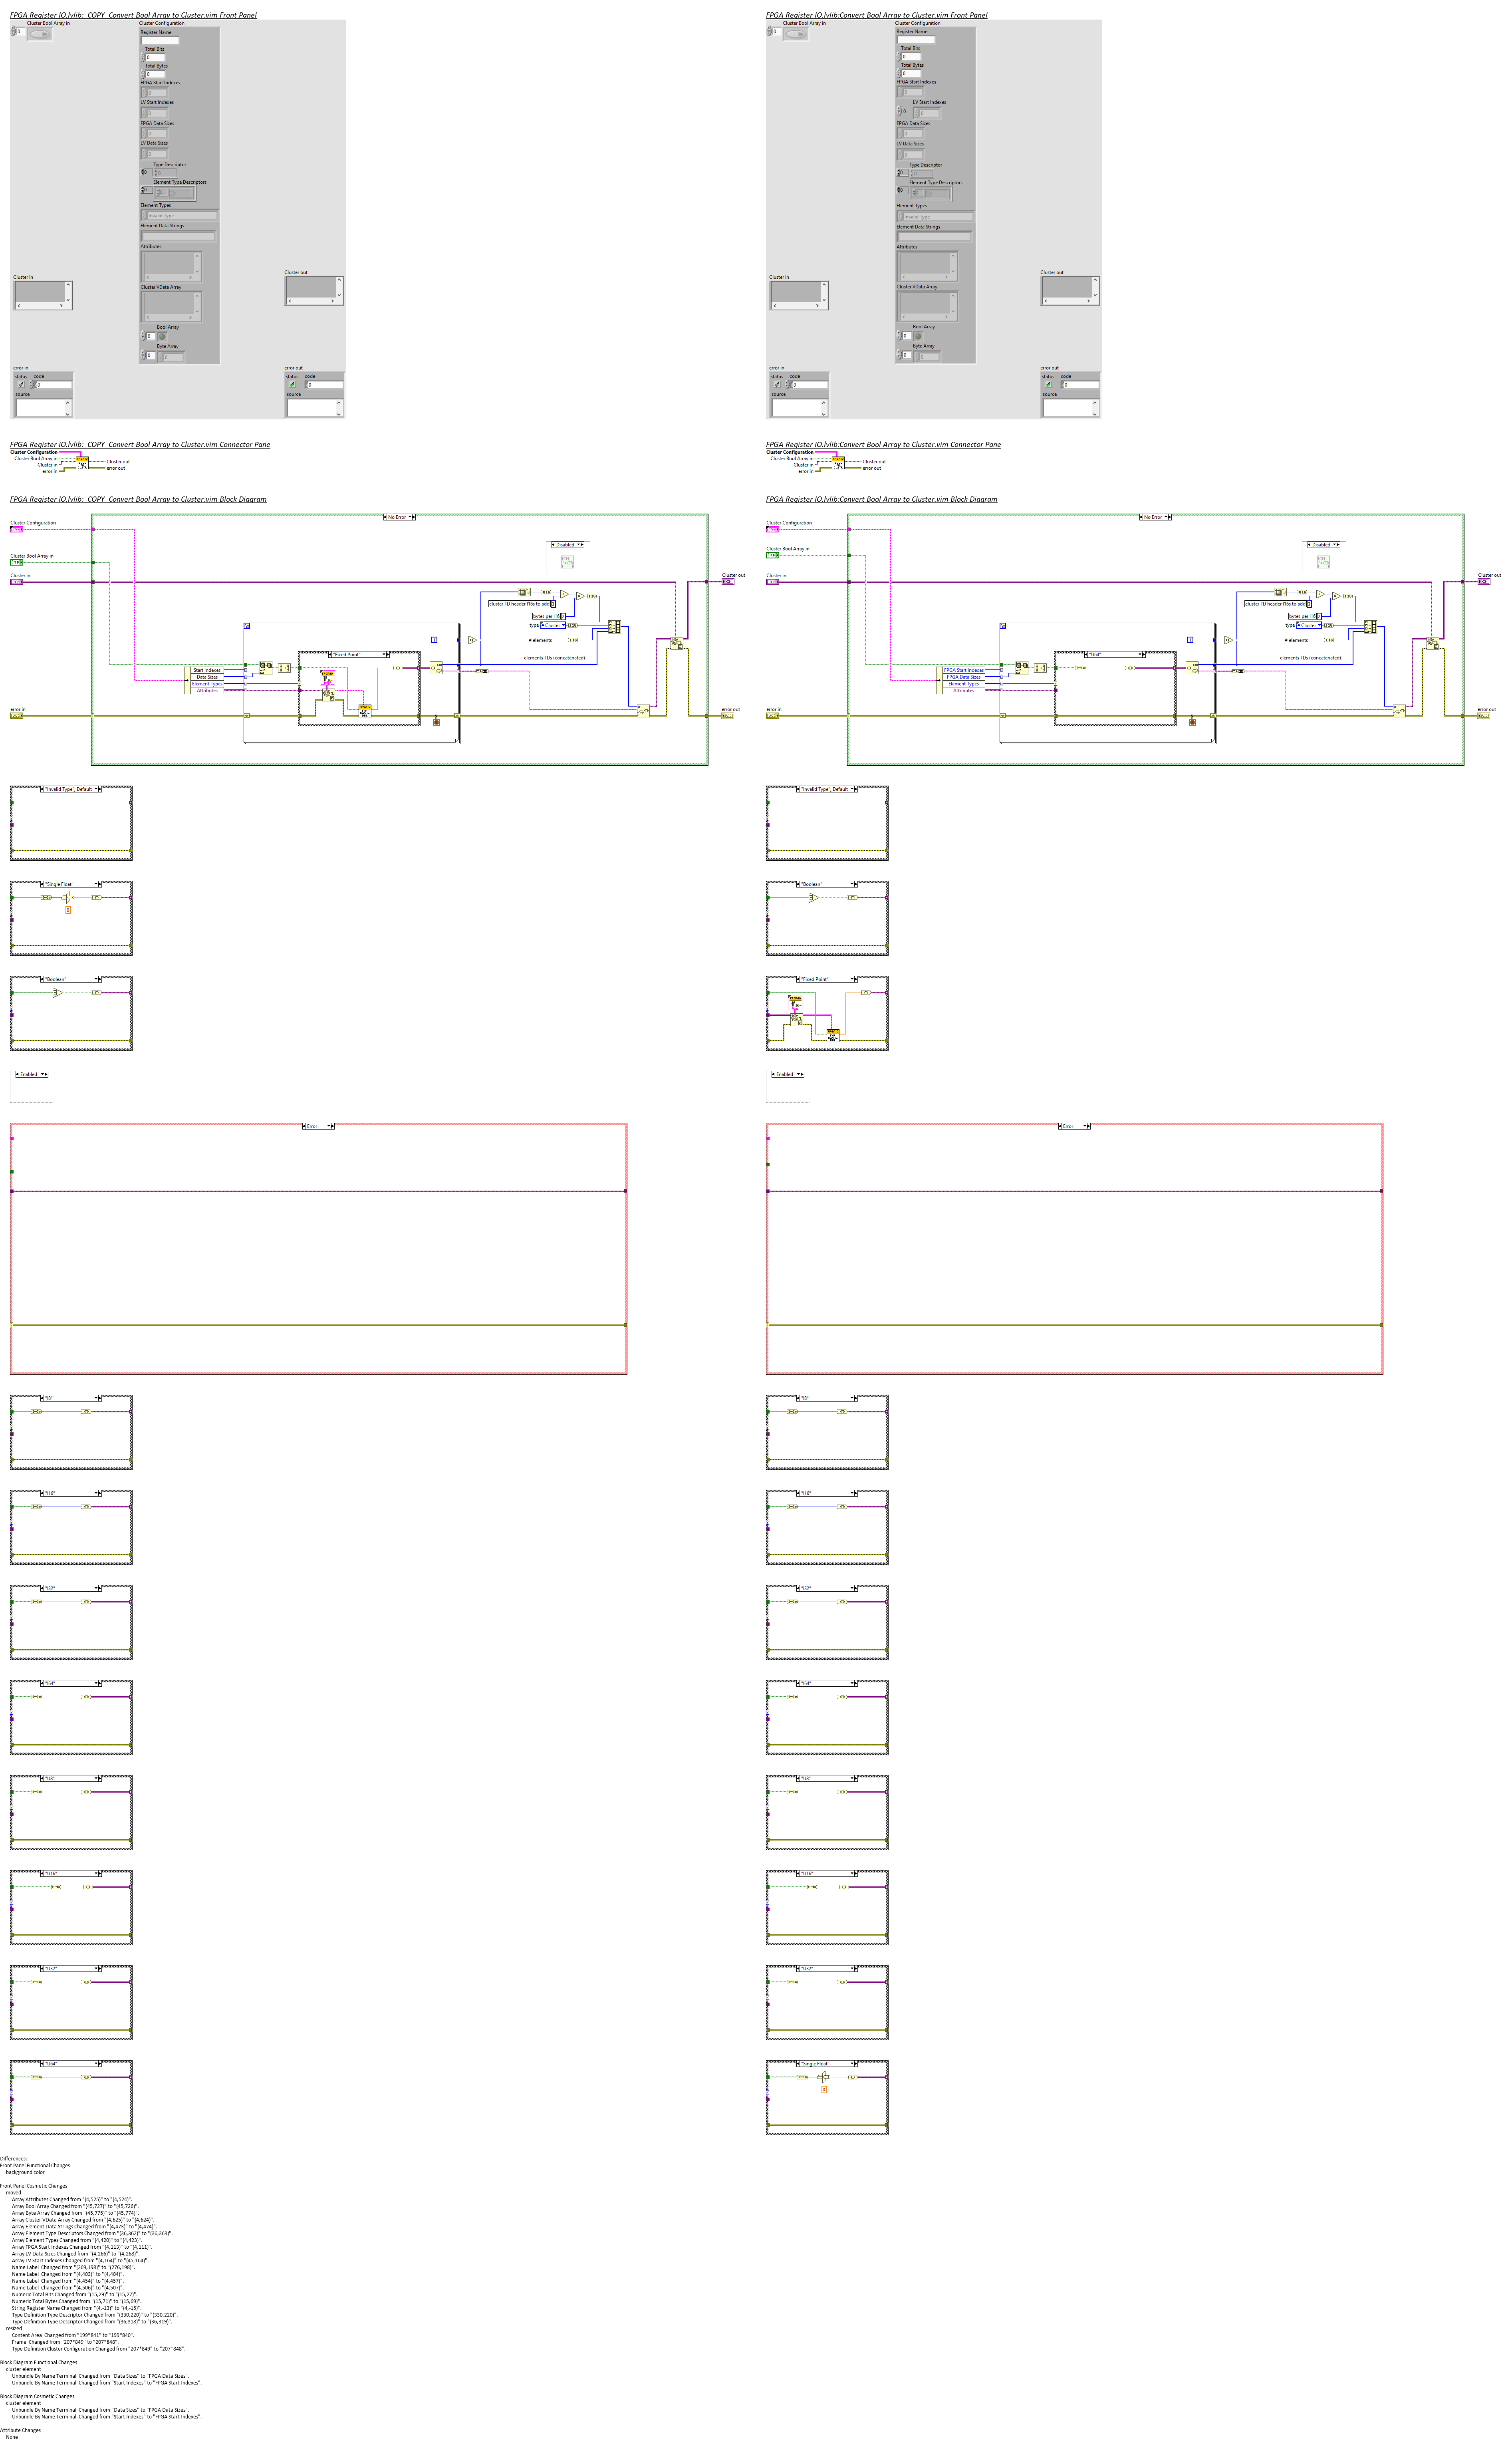 FPGA Register IO.lvlib:_COPY_Convert Bool Array to Cluster.vim Front Panel
Cluster Bool Array in
0
Cluster Configuration
Register Name
Total Bits
0
Total Bytes
0
FPGA Start Indexes
LV Start Indexes
FPGA Data Sizes
LV Data Sizes
Type Descriptor
Element Type Descriptors
Element Types
Invalid Type
Element Data Strings
Attributes
Cluster VData Array
Bool Array
0
Byte Array
0
Cluster in
Cluster out
error in
status code
0
source
error out
status code
0
source
FPGA Register IO.lvlib:Convert Bool Array to Cluster.vim Front Panel
Cluster Bool Array in
0
Cluster Configuration
Register Name
Total Bits
0
Total Bytes
0
FPGA Start Indexes
LV Start Indexes
0
FPGA Data Sizes
LV Data Sizes
Type Descriptor
Element Type Descriptors
Element Types
Invalid Type
Element Data Strings
Attributes
Cluster VData Array
Bool Array
0
Byte Array
0
Cluster in
Cluster out
error in
status code
0
source
error out
status code
0
source
FPGA Register IO.lvlib:_COPY_Convert Bool Array to Cluster.vim Connector Pane
Cluster Configuration
Cluster Bool Array in
Cluster in
error in
Cluster out
error out
FPGA Register IO.lvlib:Convert Bool Array to Cluster.vim Connector Pane
Cluster Configuration
Cluster Bool Array in
Cluster in
error in
Cluster out
error out
FPGA Register IO.lvlib:_COPY_Convert Bool Array to Cluster.vim Block Diagram
No Error
Cluster Configuration
Cluster Bool Array in
Cluster in
Disabled
Cluster out
cluster TD header I16s to add
bytes per I16
type
Cluster
# elements
elements TDs (concatenated)
"Fixed Point"
Start Indexes
Data Sizes
Element Types
Attributes
error in
error out
FPGA Register IO.lvlib:Convert Bool Array to Cluster.vim Block Diagram
No Error
Cluster Configuration
Cluster Bool Array in
Cluster in
Disabled
Cluster out
cluster TD header I16s to add
bytes per I16
type
Cluster
# elements
elements TDs (concatenated)
"U64"
FPGA Start Indexes
FPGA Data Sizes
Element Types
Attributes
error in
error out
"Invalid Type", Default
"Invalid Type", Default
"Single Float"
"Boolean"
"Boolean"
"Fixed Point"
Enabled
Enabled
Error
Error
"I8"
"I8"
"I16"
"I16"
"I32"
"I32"
"I64"
"I64"
"U8"
"U8"
"U16"
"U16"
"U32"
"U32"
"U64"
"Single Float"
Differences:
Front Panel Functional Changes
background color
Front Panel Cosmetic Changes
moved
Array Attributes Changed from "(4,525)" to "(4,524)".
Array Bool Array Changed from "(45,727)" to "(45,726)".
Array Byte Array Changed from "(45,775)" to "(45,774)".
Array Cluster VData Array Changed from "(4,625)" to "(4,624)".
Array Element Data Strings Changed from "(4,473)" to "(4,474)".
Array Element Type Descriptors Changed from "(36,362)" to "(36,363)".
Array Element Types Changed from "(4,420)" to "(4,423)".
Array FPGA Start Indexes Changed from "(4,113)" to "(4,111)".
Array LV Data Sizes Changed from "(4,266)" to "(4,268)".
Array LV Start Indexes Changed from "(4,164)" to "(45,164)".
Name Label Changed from "(269,198)" to "(276,198)".
Name Label Changed from "(4,403)" to "(4,404)".
Name Label Changed from "(4,454)" to "(4,457)".
Name Label Changed from "(4,506)" to "(4,507)".
Numeric Total Bits Changed from "(15,29)" to "(15,27)".
Numeric Total Bytes Changed from "(15,71)" to "(15,69)".
String Register Name Changed from "(4,-13)" to "(4,-15)".
Type Definition Type Descriptor Changed from "(330,220)" to "(330,220)".
Type Definition Type Descriptor Changed from "(36,318)" to "(36,319)".
resized
Content Area Changed from "199*841" to "199*840".
Frame Changed from "207*849" to "207*848".
Type Definition Cluster Configuration Changed from "207*849" to "207*848".
Block Diagram Functional Changes
cluster element
Unbundle By Name Terminal Changed from "Data Sizes" to "FPGA Data Sizes".
Unbundle By Name Terminal Changed from "Start Indexes" to "FPGA Start Indexes".
Block Diagram Cosmetic Changes
cluster element
Unbundle By Name Terminal Changed from "Data Sizes" to "FPGA Data Sizes".
Unbundle By Name Terminal Changed from "Start Indexes" to "FPGA Start Indexes".
Attribute Changes
None